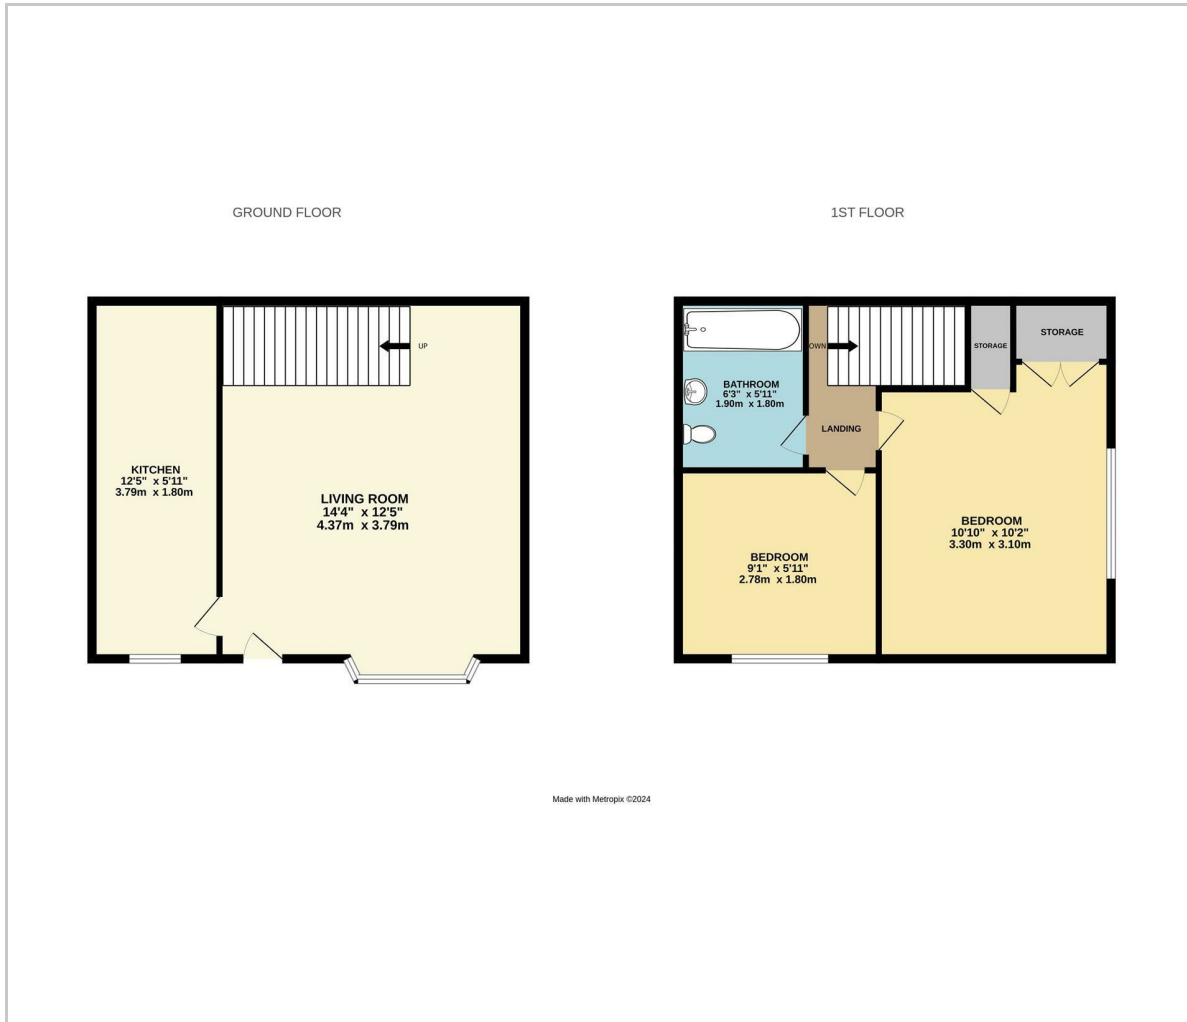 GROUND FLOOR
1ST FLOOR
UP
KITCHEN
12'5" x 5'11"
3.79m x 1.80m
LIVING ROOM
14'4" x 12'5"
4.37m x 3.79m
OWN
STORAGE
STORAGE
BATHROOM
6'3" x 5'11"
1.90m x 1.80m
LANDING
BEDROOM
10'10" x 10'2"
3.30m x 3.10m
BEDROOM
9'1" x 5'11"
2.78m x 1.80m
Made with Metropix ©2024